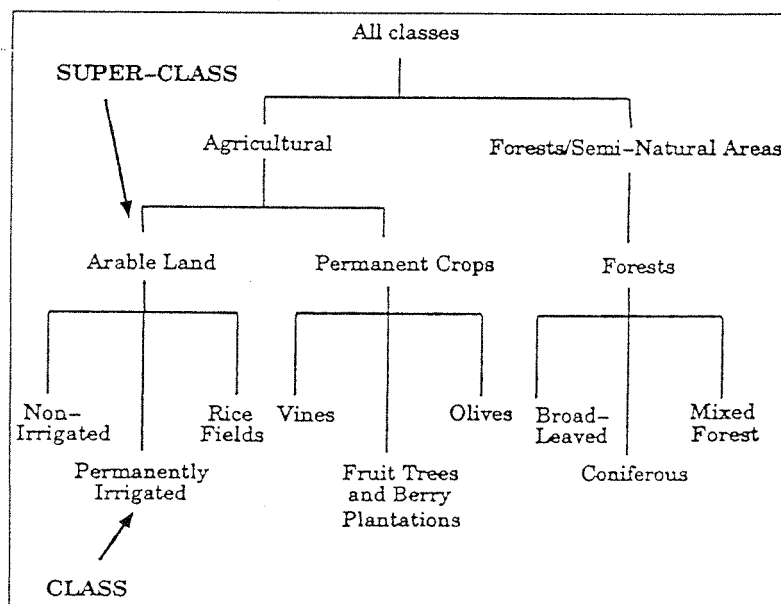 All classes
SUPER-CLASS
Agricultural
Forests/Semi-Natural Areas
Arable Land
Permanent Crops
Forests
Non-
Irrigated
Permanently
Irrigated
Rice
Fields
Vines
Fruit Trees
and Berry
Plantations
Olives
Broad-
Leaved
Coniferous
Mixed
Forest
CLASS